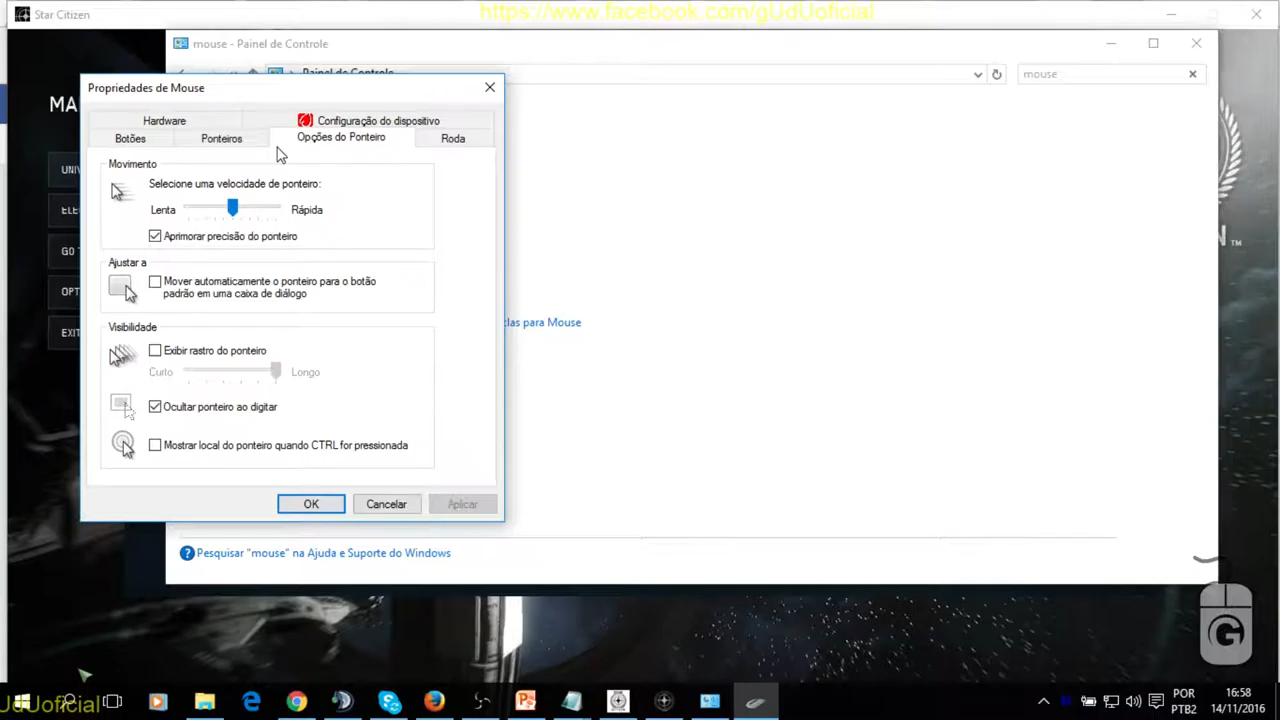 Star Citizen
https://www.facebook.com/gUdUoficial
mouse - Painel de Controle
Painel de Controle
mouse
Propriedades de Mouse
Hardware
Configuração do dispositivo
Botões
Ponteiros
Opções do Ponteiro
Roda
Movimento
Selecione uma velocidade de ponteiro:
Lenta
Rápida
Aprimorar precisão do ponteiro
Ajustar a
Mover automaticamente o ponteiro para o botão
padrão em uma caixa de diálogo
Visibilidade
Exibir rastro do ponteiro
Curto
Longo
Ocultar ponteiro ao digitar
Mostrar local do ponteiro quando CTRL for pressionada
OK
Cancelar
Aplicar
MA
UNI
ELE
GO T
OPT
EXIT
N™
clas para Mouse
Pesquisar "mouse" na Ajuda e Suporte do Windows
UdUoficial
POR
PTB2
16:58
14/11/2016